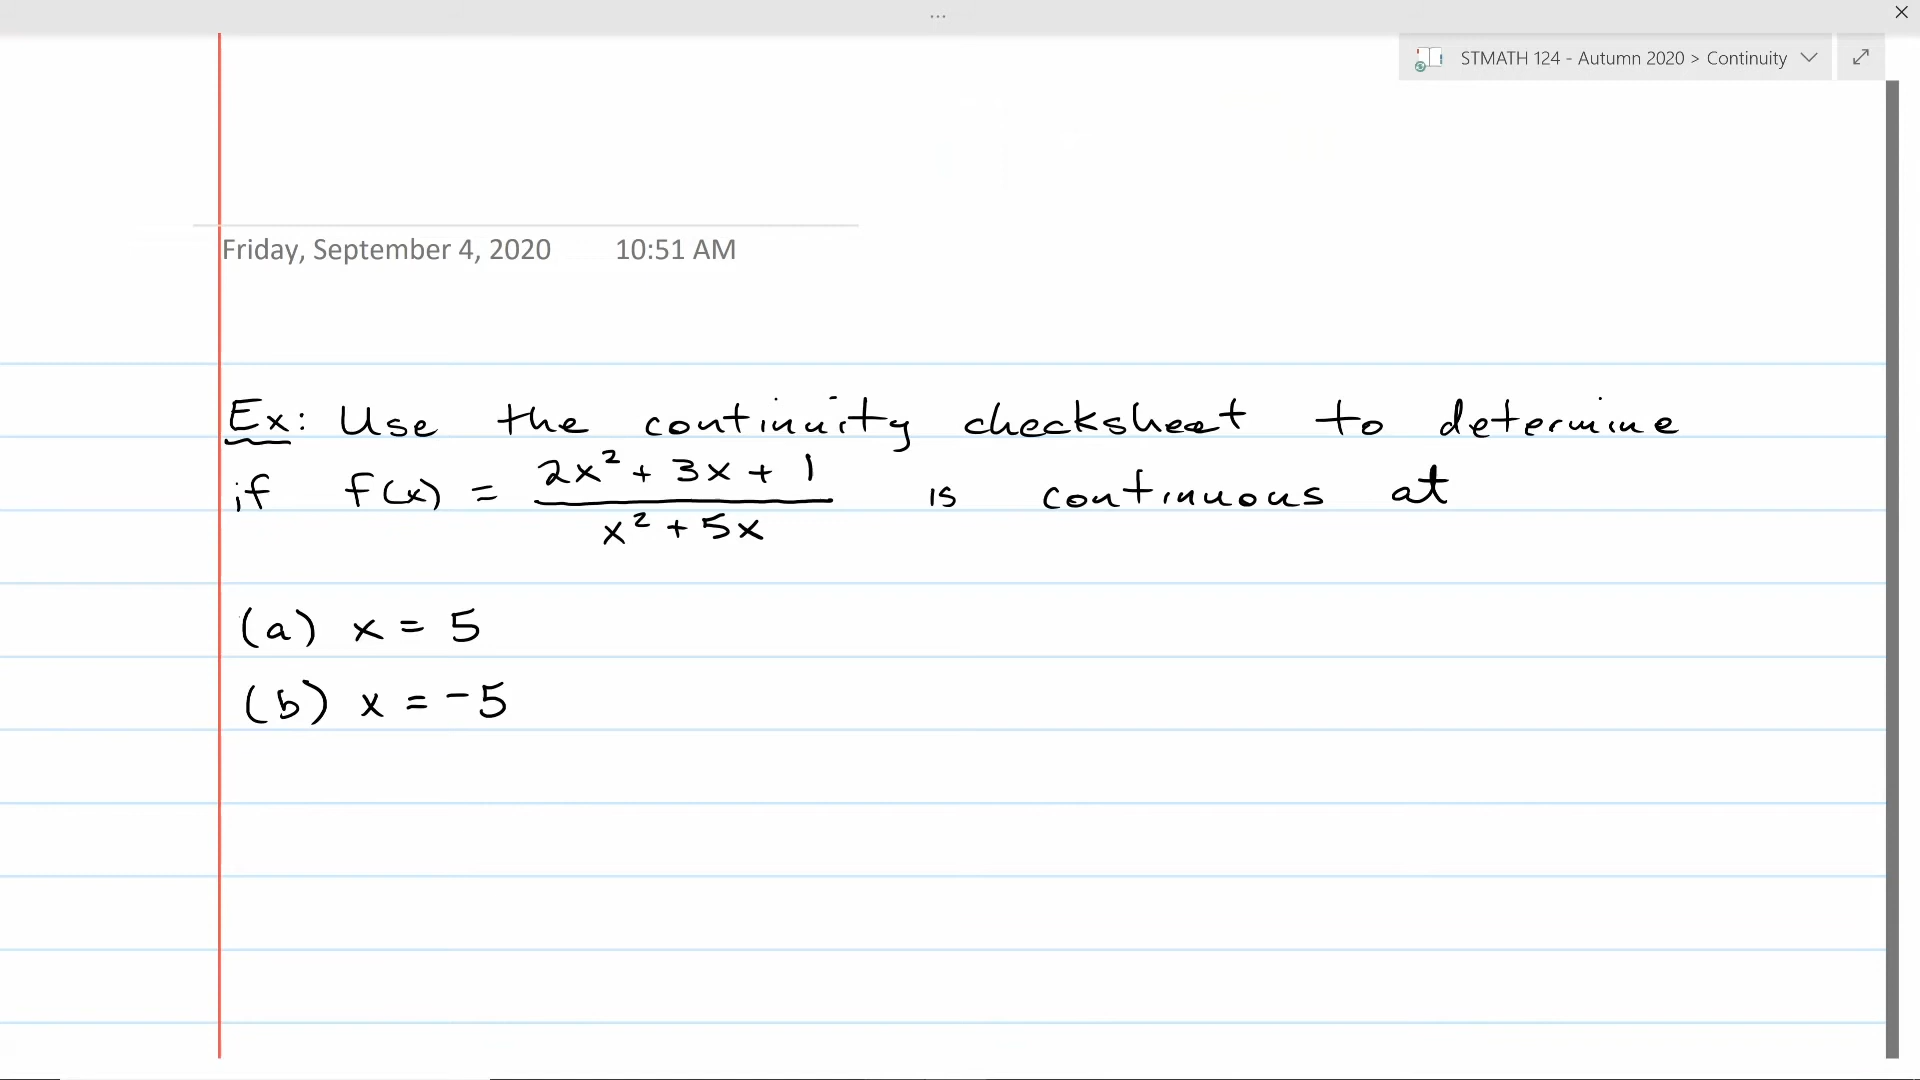 ...
STMATH 124 - Autumn 2020 > Continuity
Friday, September 4, 2020 10:51 AM
Ex: Use the continuity checksheet to determine
if f(x) = (2x² + 3x + 1)/(x² + 5x) is continuous at
(a) x = 5
(b) x = -5